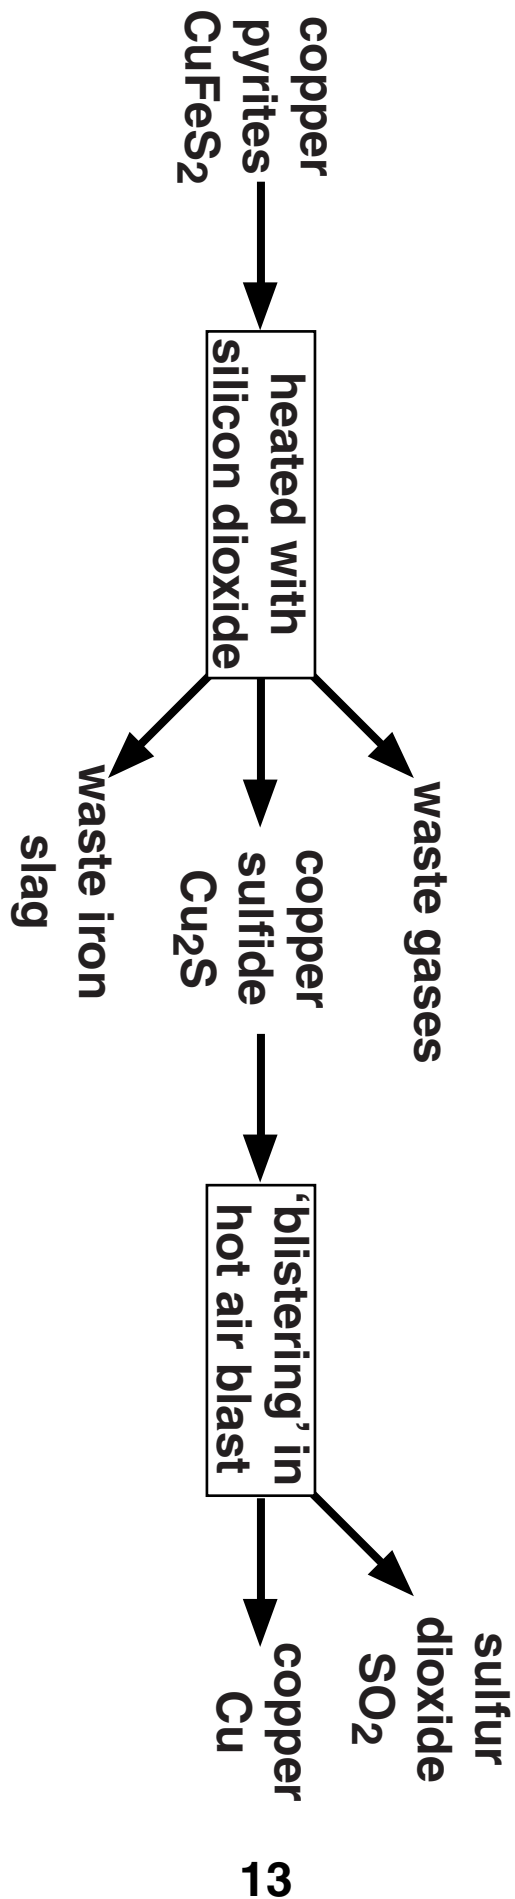 copper
pyrites
CuFeS₂
heated with
silicon dioxide
waste gases
copper
sulfide
Cu₂S
waste iron
slag
‘blistering’ in
hot air blast
sulfur
dioxide
SO₂
copper
Cu
13